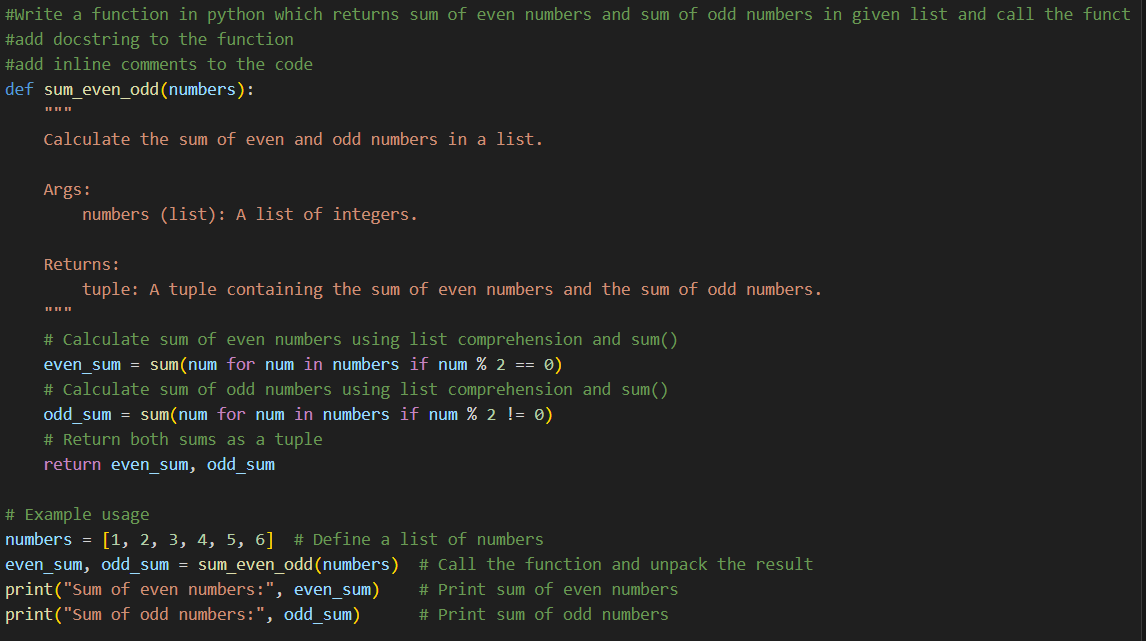 #Write a function in python which returns sum of even numbers and sum of odd numbers in given list and call the funct
#add docstring to the function
#add inline comments to the code
def sum_even_odd(numbers):
    """
    Calculate the sum of even and odd numbers in a list.

    Args:
        numbers (list): A list of integers.

    Returns:
        tuple: A tuple containing the sum of even numbers and the sum of odd numbers.
    """
    # Calculate sum of even numbers using list comprehension and sum()
    even_sum = sum(num for num in numbers if num % 2 == 0)
    # Calculate sum of odd numbers using list comprehension and sum()
    odd_sum = sum(num for num in numbers if num % 2 != 0)
    # Return both sums as a tuple
    return even_sum, odd_sum

# Example usage
numbers = [1, 2, 3, 4, 5, 6]  # Define a list of numbers
even_sum, odd_sum = sum_even_odd(numbers)  # Call the function and unpack the result
print("Sum of even numbers:", even_sum)    # Print sum of even numbers
print("Sum of odd numbers:", odd_sum)      # Print sum of odd numbers